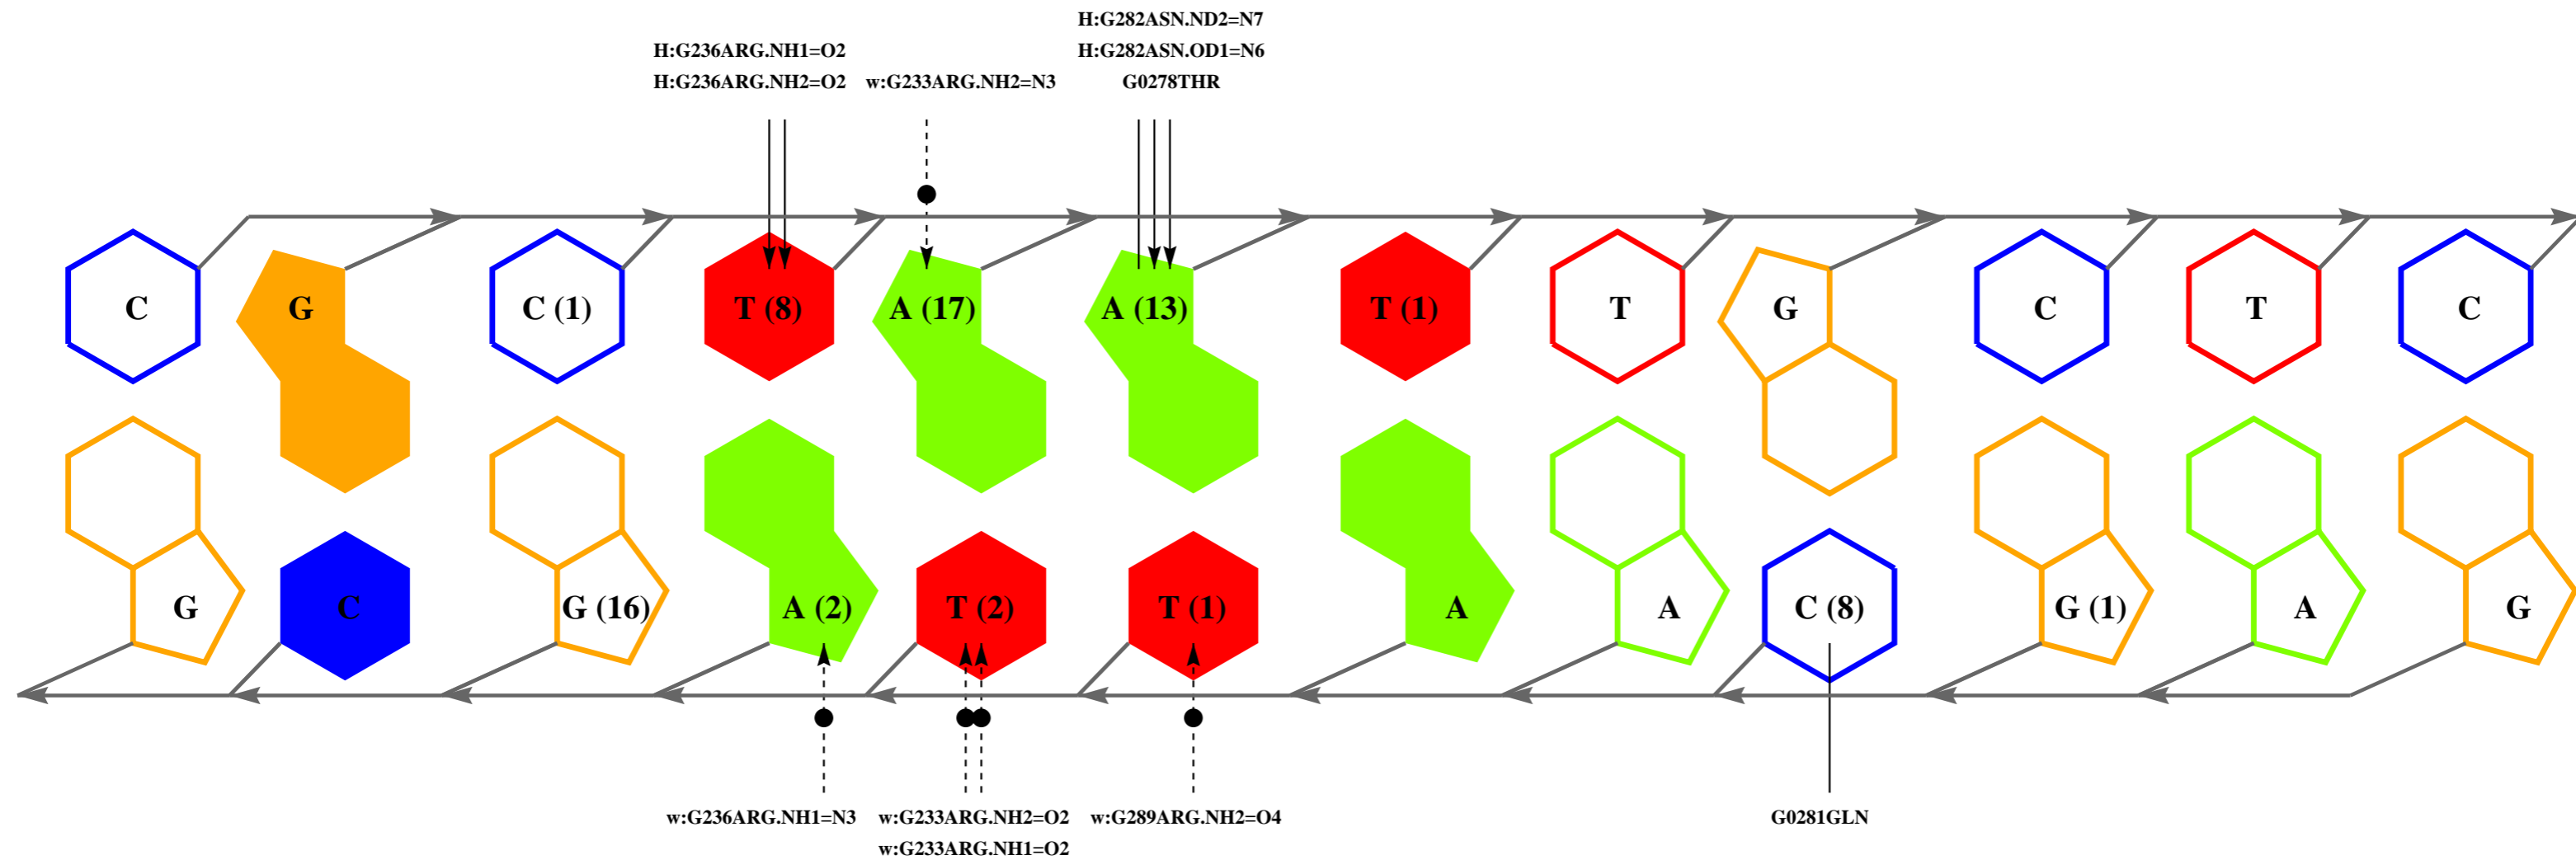 H:G282ASN.ND2=N7
H:G236ARG.NH1=O2 H:G282ASN.OD1=N6
H:G236ARG.NH2=O2 w:G233ARG.NH2=N3 G0278THR
C G C (1) T (8) A (17) A (13) T (1) T G C T C
G C G (16) A (2) T (2) T (1) A A C (8) G (1) A G
w:G236ARG.NH1=N3 w:G233ARG.NH2=O2 w:G289ARG.NH2=O4 G0281GLN
w:G233ARG.NH1=O2